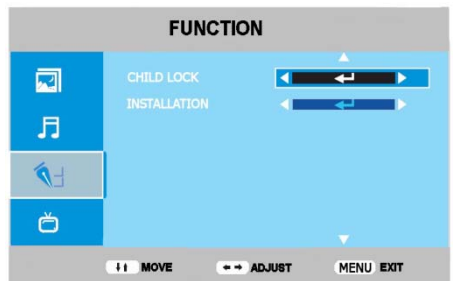 FUNCTION
CHILD LOCK
INSTALLATION
MOVE ADJUST MENU EXIT